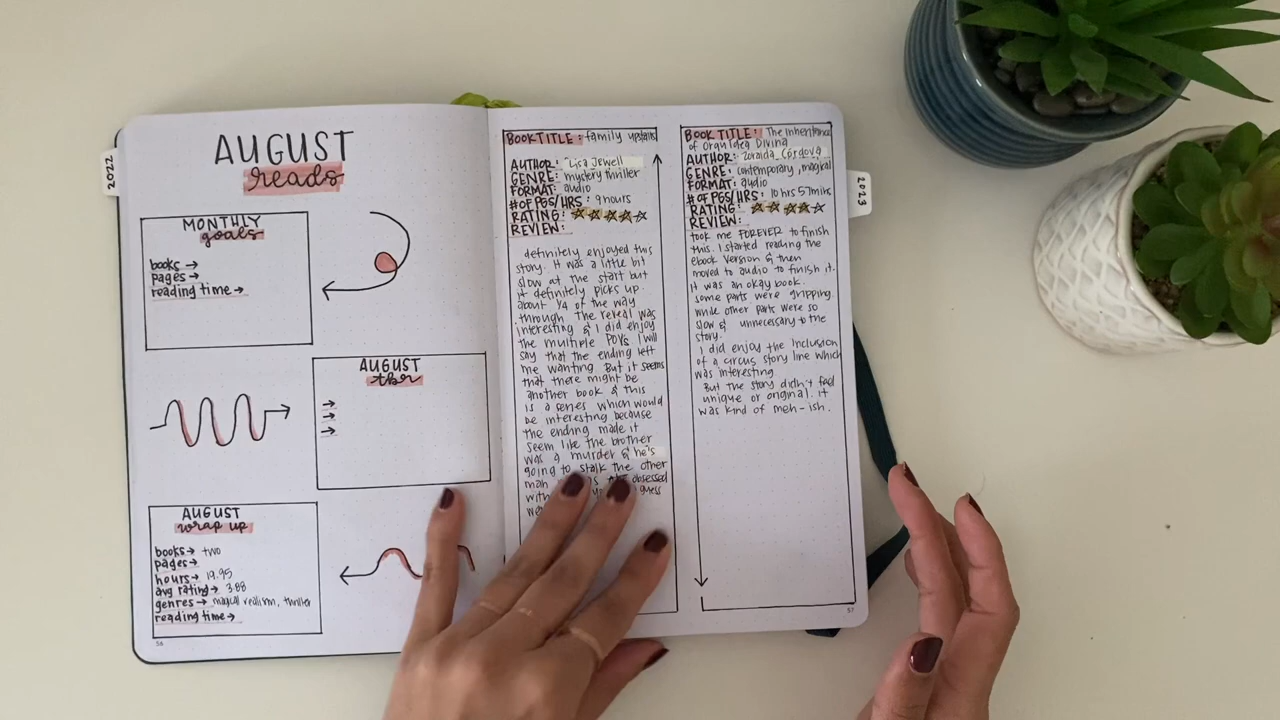 2022
AUGUST
reads
MONTHLY
goals
books →
pages →
reading time →
AUGUST
tbr
→
→
→
AUGUST
wrap up
books → two
pages →
hours → 19.95
avg rating → 3.88
genres → magical realism, thriller
reading time →
56
BOOK TITLE: family upstairs
AUTHOR: Lisa Jewell
GENRE: mystery thriller
FORMAT: audio
# OF PGS/HRS: 9 hours
RATING: ☆☆☆☆☆
REVIEW:
definitely enjoyed this
story. It was a little bit
slow at the start but
it definitely picks up
about 1/4 of the way
through. The reveal was
interesting & I did enjoy
the multiple POVs. I will
say that the ending left
me wanting. But it seems
that there might be
another book & this
is a series which would
be interesting because
the ending made it
seem like the brother
was a murder & he's
going to stalk the other
man obsessed
with guess
BOOK TITLE: The Inheritance
of Orquídea Divina
AUTHOR: Zoraida Córdova
GENRE: contemporary, magical
FORMAT: audio
# OF PGS/HRS: 10 hrs 57 mins
RATING: ☆☆☆☆☆
REVIEW:
took me FOREVER to finish
this. I started reading the
ebook version & then
moved to audio to finish it.
It was an okay book.
some parts were gripping.
while other parts were so
slow & unnecessary to the
story.
I did enjoy the inclusion
of a circus story line which
was interesting
But the story didn't feel
unique or original. it
was kind of meh-ish.
57
2023